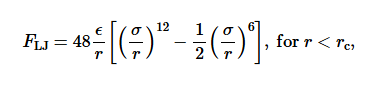 F_LJ = 48 ϵ/r [(σ/r)^12 − 1/2 (σ/r)^6], for r < r_c,